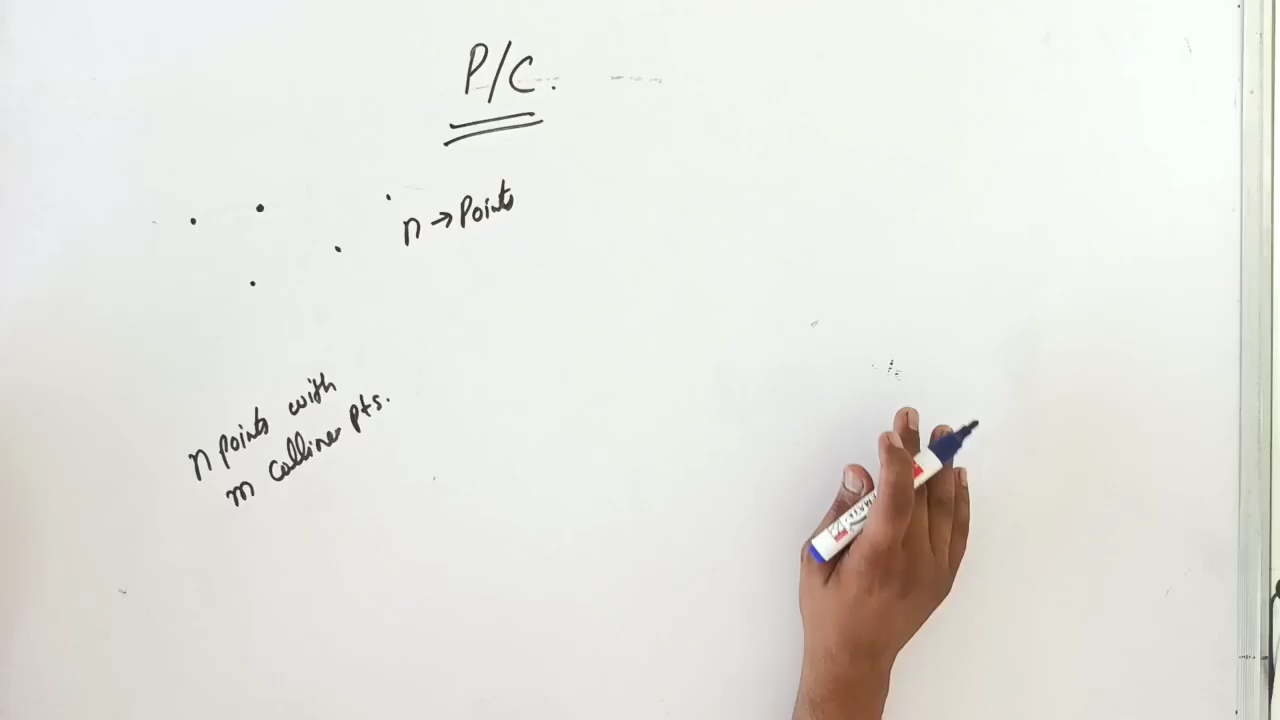 P/C.
n → Points
n points with
m colliner pts.